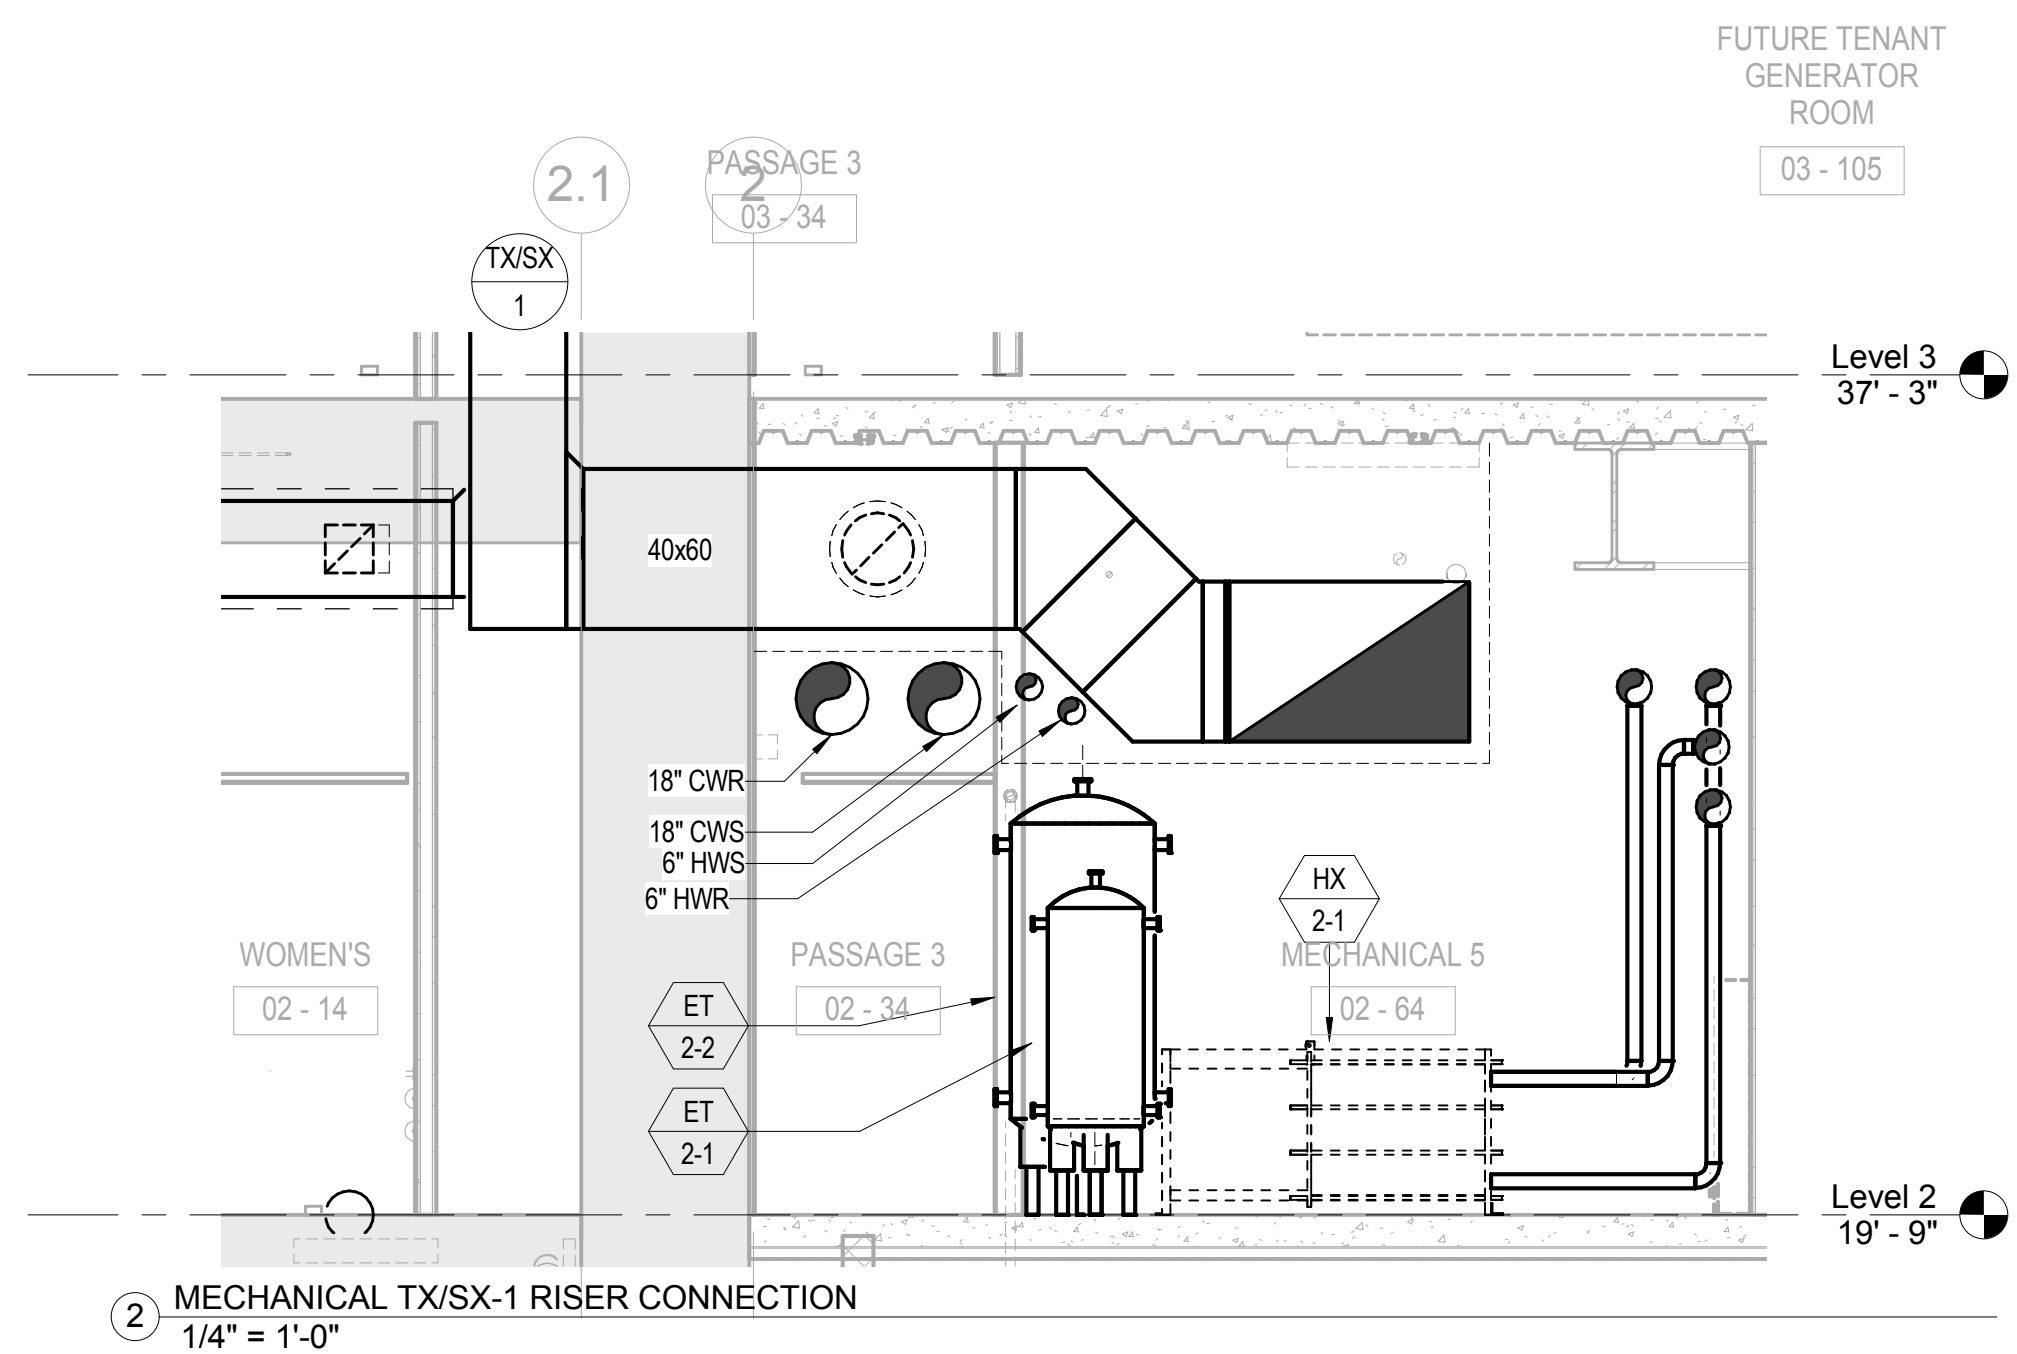 FUTURE TENANT
GENERATOR
ROOM
03 - 105
2.1
2
PASSAGE 3
03 - 34
TX/SX
1
Level 3
37' - 3"
40x60
18" CWR
18" CWS
6" HWS
6" HWR
HX
2-1
WOMEN'S
02 - 14
PASSAGE 3
02 - 34
MECHANICAL 5
02 - 64
ET
2-2
ET
2-1
Level 2
19' - 9"
2
MECHANICAL TX/SX-1 RISER CONNECTION
1/4" = 1'-0"